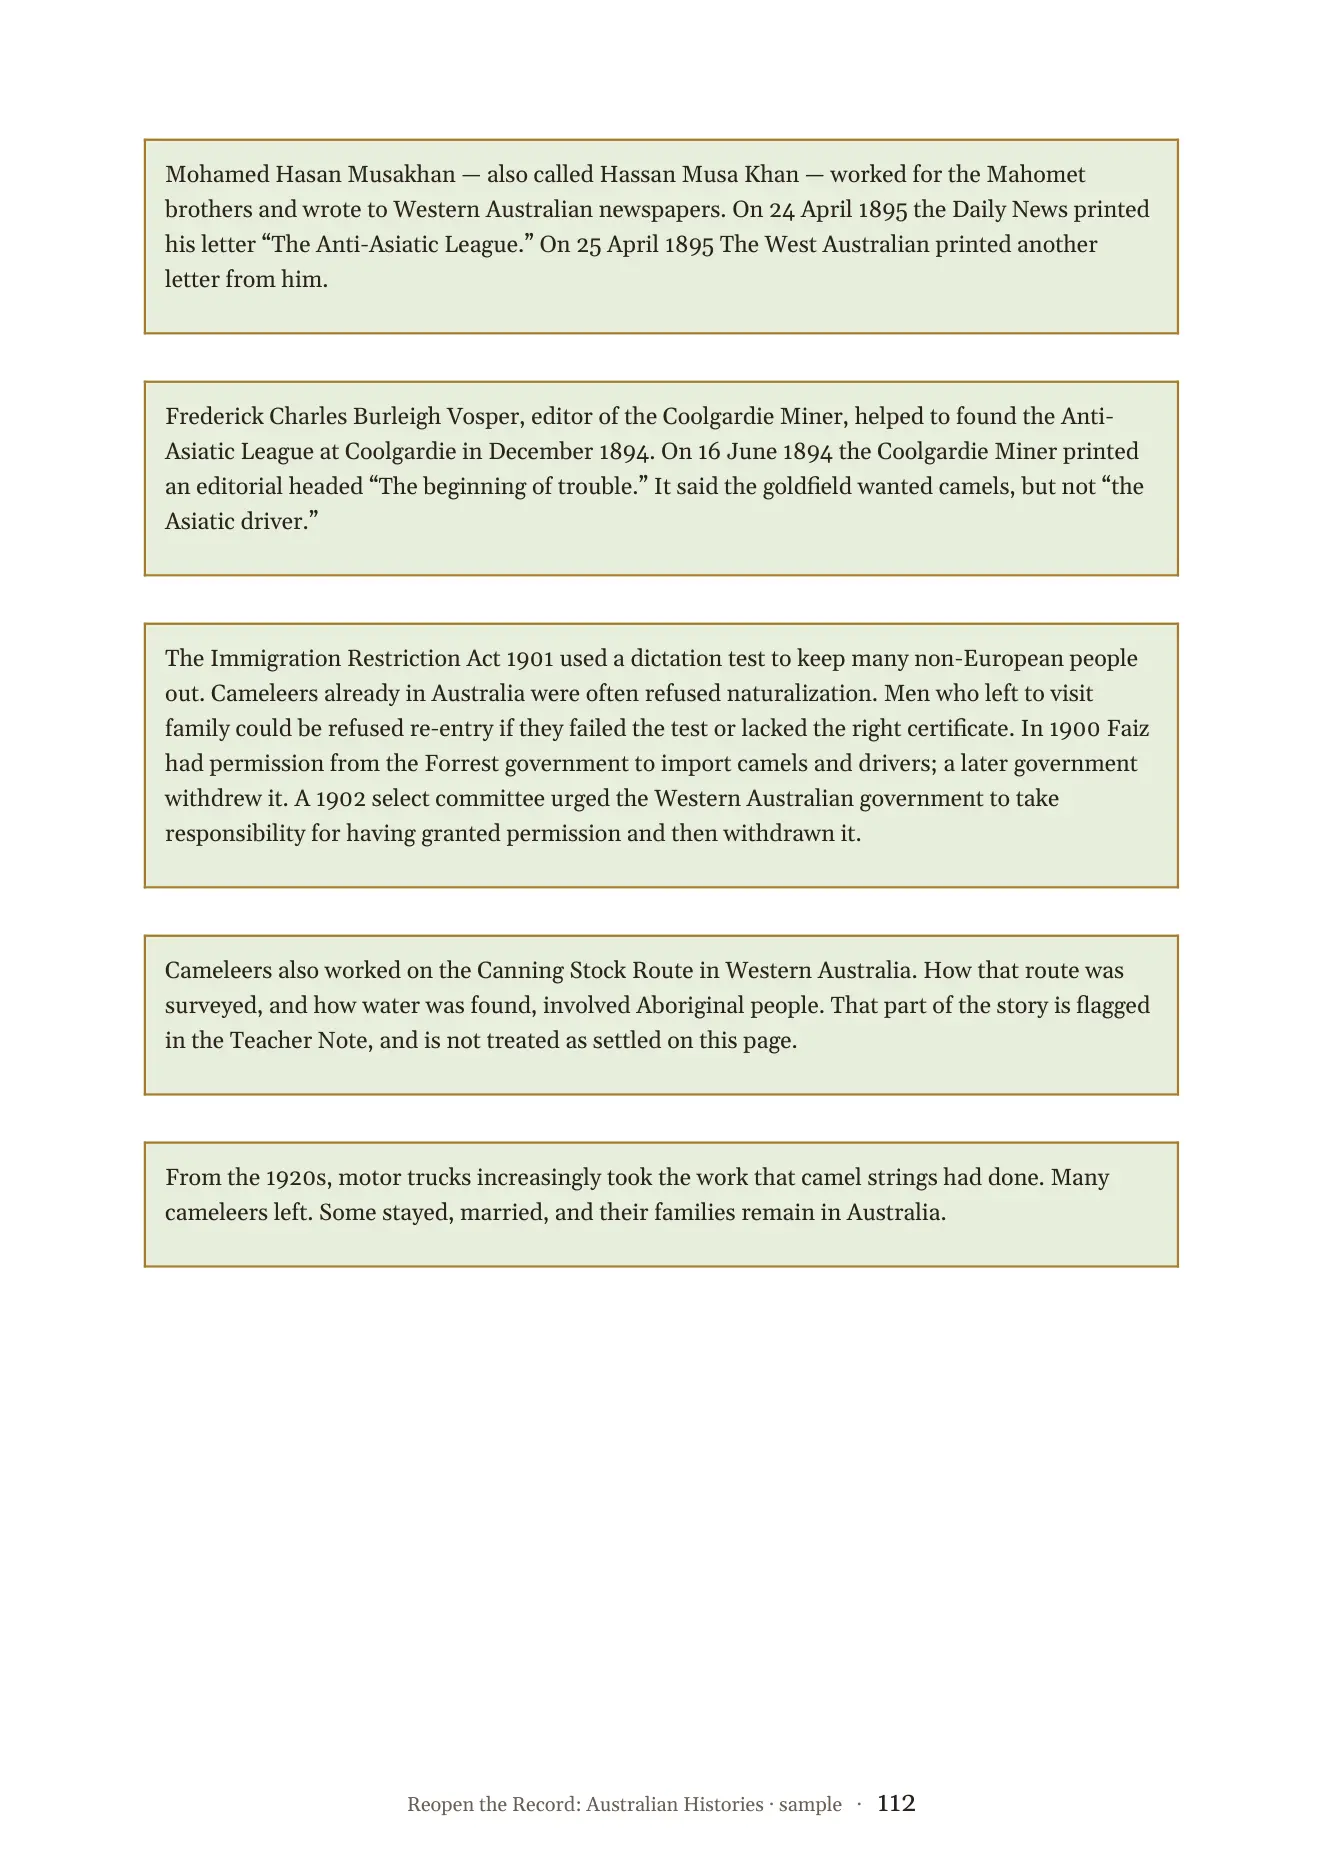 Mohamed Hasan Musakhan — also called Hassan Musa Khan — worked for the Mahomet
brothers and wrote to Western Australian newspapers. On 24 April 1895 the Daily News printed
his letter “The Anti-Asiatic League.” On 25 April 1895 The West Australian printed another
letter from him.
Frederick Charles Burleigh Vosper, editor of the Coolgardie Miner, helped to found the Anti-
Asiatic League at Coolgardie in December 1894. On 16 June 1894 the Coolgardie Miner printed
an editorial headed “The beginning of trouble.” It said the goldfield wanted camels, but not “the
Asiatic driver.”
The Immigration Restriction Act 1901 used a dictation test to keep many non-European people
out. Cameleers already in Australia were often refused naturalization. Men who left to visit
family could be refused re-entry if they failed the test or lacked the right certificate. In 1900 Faiz
had permission from the Forrest government to import camels and drivers; a later government
withdrew it. A 1902 select committee urged the Western Australian government to take
responsibility for having granted permission and then withdrawn it.
Cameleers also worked on the Canning Stock Route in Western Australia. How that route was
surveyed, and how water was found, involved Aboriginal people. That part of the story is flagged
in the Teacher Note, and is not treated as settled on this page.
From the 1920s, motor trucks increasingly took the work that camel strings had done. Many
cameleers left. Some stayed, married, and their families remain in Australia.
Reopen the Record: Australian Histories · sample · 112